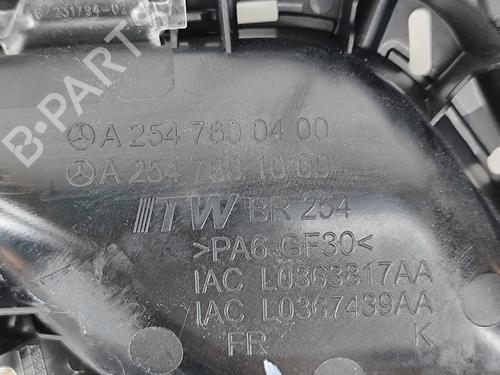 B-PARTS
A 254 760 04 00
A 254 760 10 00
ITW BR 254
>PA6-GF30<
IAC L0363817AA
IAC L0367439AA
FR K